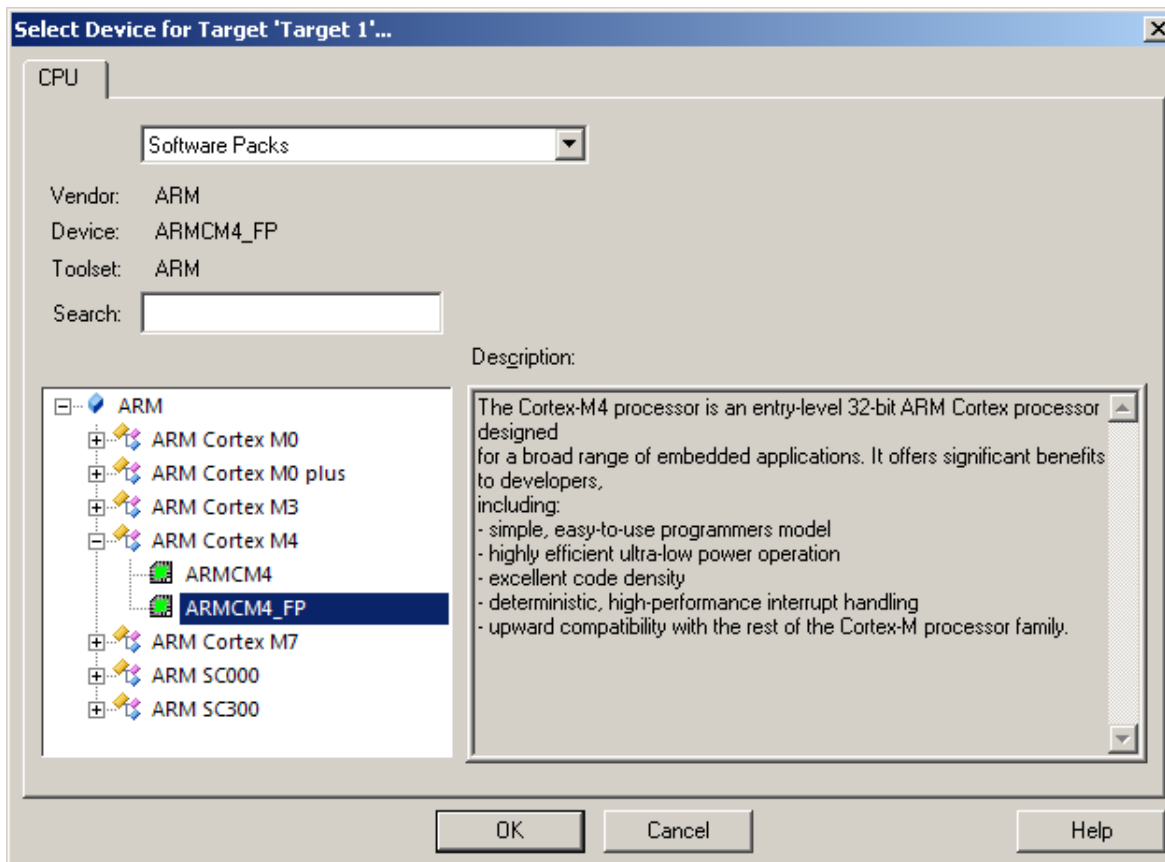 Select Device for Target 'Target 1'...
CPU
Software Packs
Vendor: ARM
Device: ARMCM4_FP
Toolset: ARM
Search:
Description:
ARM
ARM Cortex M0
ARM Cortex M0 plus
ARM Cortex M3
ARM Cortex M4
ARMCM4
ARMCM4_FP
ARM Cortex M7
ARM SC000
ARM SC300
The Cortex-M4 processor is an entry-level 32-bit ARM Cortex processor
designed
for a broad range of embedded applications. It offers significant benefits
to developers,
including:
- simple, easy-to-use programmers model
- highly efficient ultra-low power operation
- excellent code density
- deterministic, high-performance interrupt handling
- upward compatibility with the rest of the Cortex-M processor family.
OK
Cancel
Help